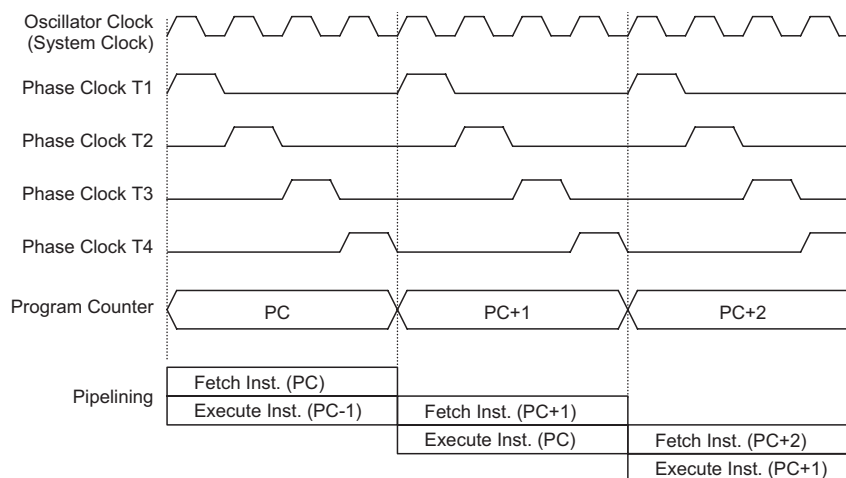 Oscillator Clock
(System Clock)
Phase Clock T1
Phase Clock T2
Phase Clock T3
Phase Clock T4
Program Counter
PC
PC+1
PC+2
Pipelining
Fetch Inst. (PC)
Execute Inst. (PC-1)
Fetch Inst. (PC+1)
Execute Inst. (PC)
Fetch Inst. (PC+2)
Execute Inst. (PC+1)